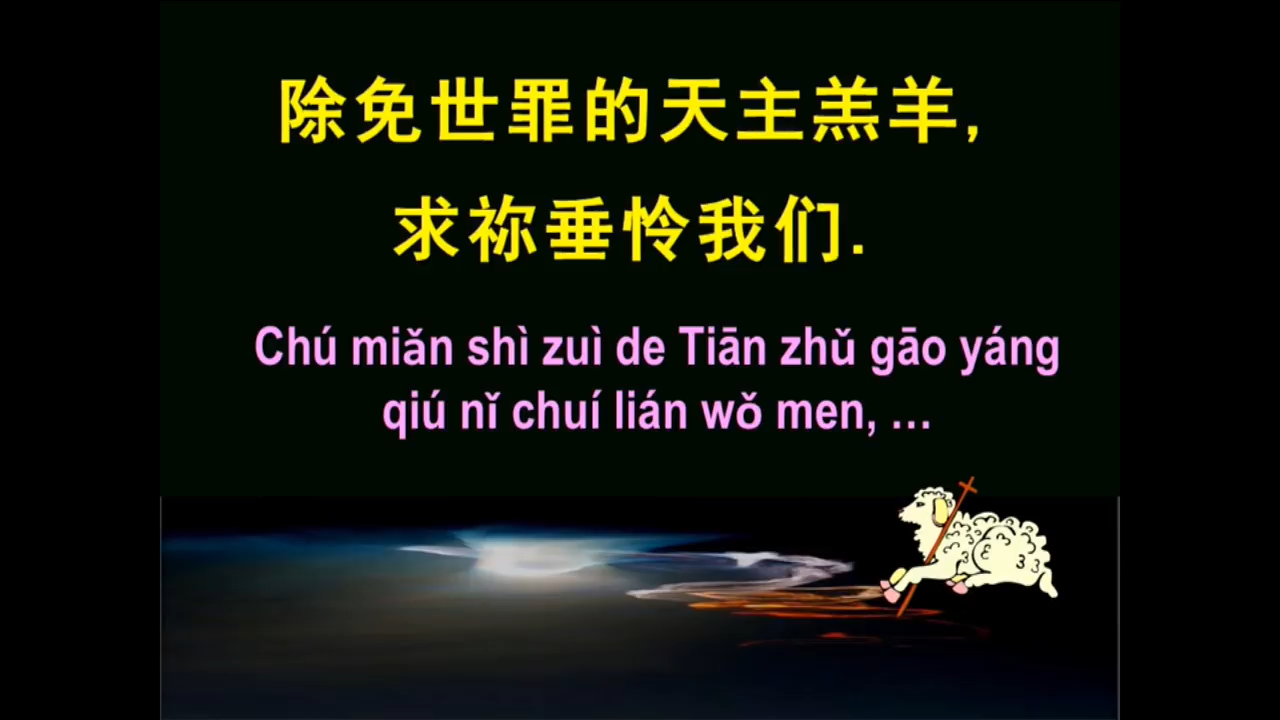 除免世罪的天主羔羊,
求祢垂怜我们.
Chú miǎn shì zuì de Tiān zhǔ gāo yáng
qiú nǐ chuí lián wǒ men, …